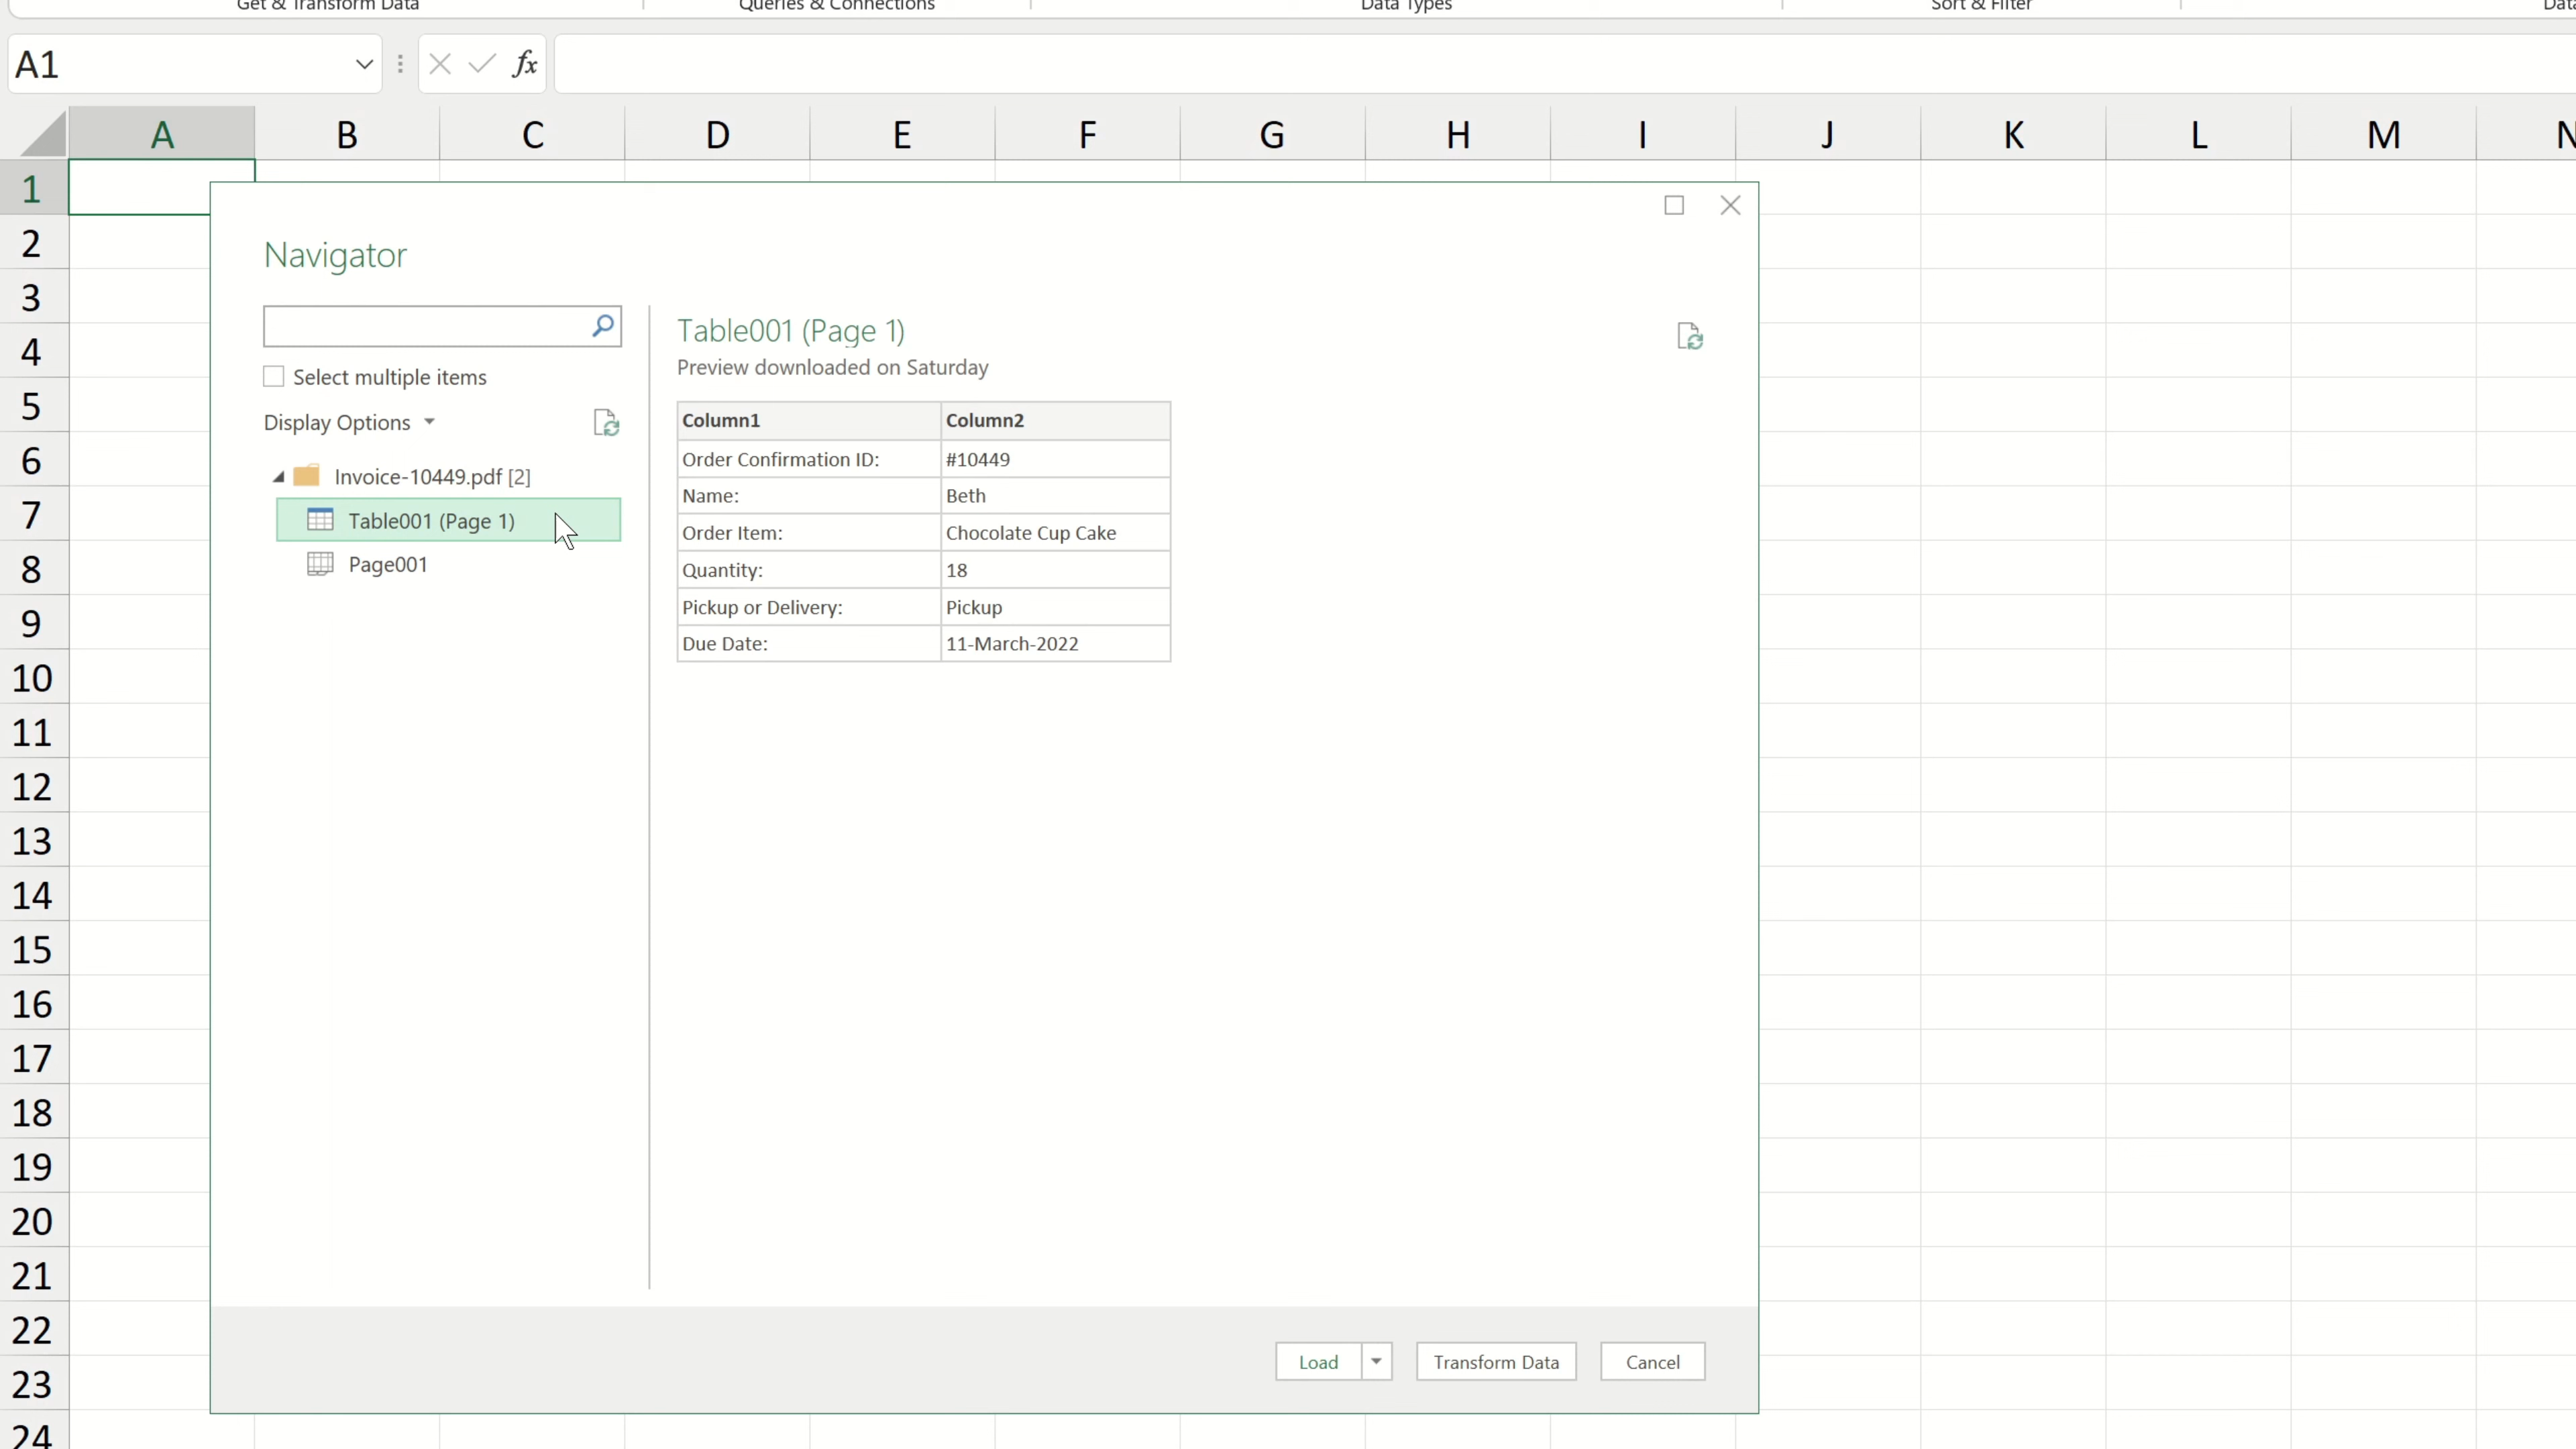 Get & Transform Data
Queries & Connections
Data Types
Sort & Filter
A1
fx
A B C D E F G H I J K L M
1
2
3
4
5
6
7
8
9
10
11
12
13
14
15
16
17
18
19
20
21
22
23
24
Navigator
Select multiple items
Display Options
Invoice-10449.pdf [2]
Table001 (Page 1)
Page001
Table001 (Page 1)
Preview downloaded on Saturday
Column1 Column2
Order Confirmation ID: #10449
Name: Beth
Order Item: Chocolate Cup Cake
Quantity: 18
Pickup or Delivery: Pickup
Due Date: 11-March-2022
Load Transform Data Cancel